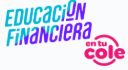 EDUCACIÓN
FINANCIERA
en tu
cole